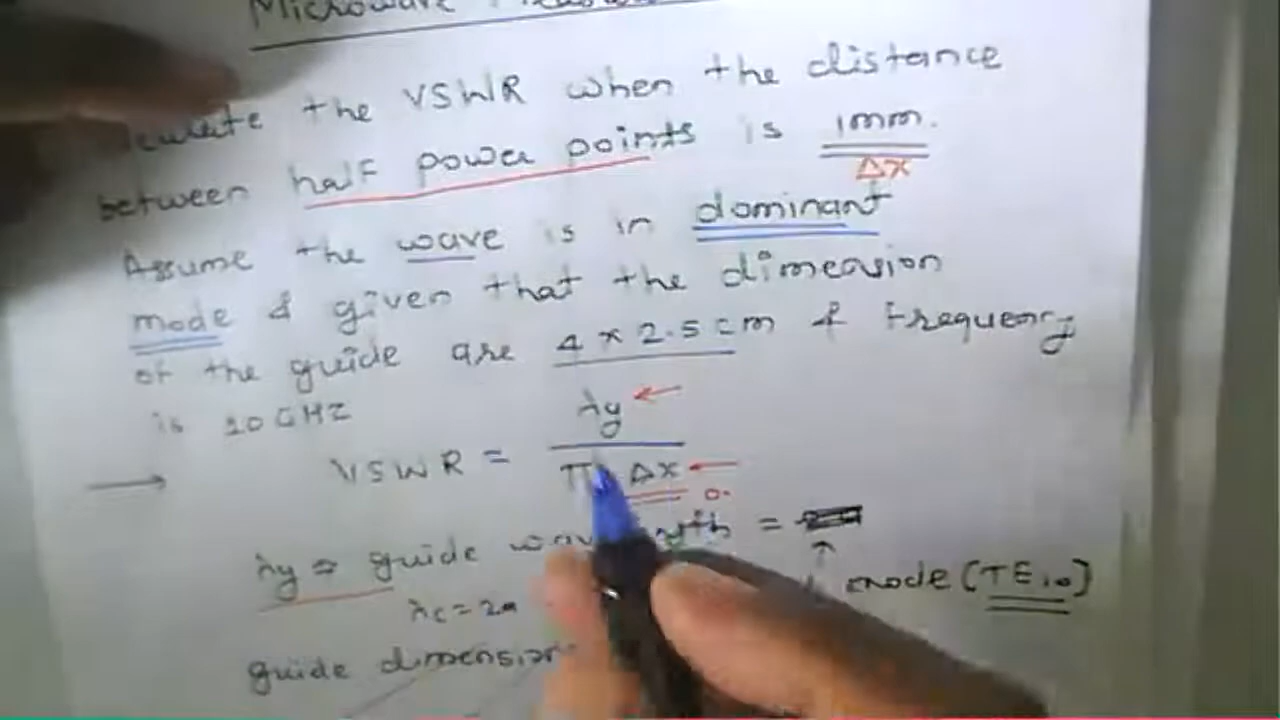 the VSWR when the distance
between half power points is 1mm.
Δx
Assume the wave is in dominant
mode & given that the dimension
of the guide are 4 x 2.5 cm & frequency
is 10 GHz
VSWR = λg
π Δx
0.
λg = guide =
λc = 2a mode (TE10)
guide